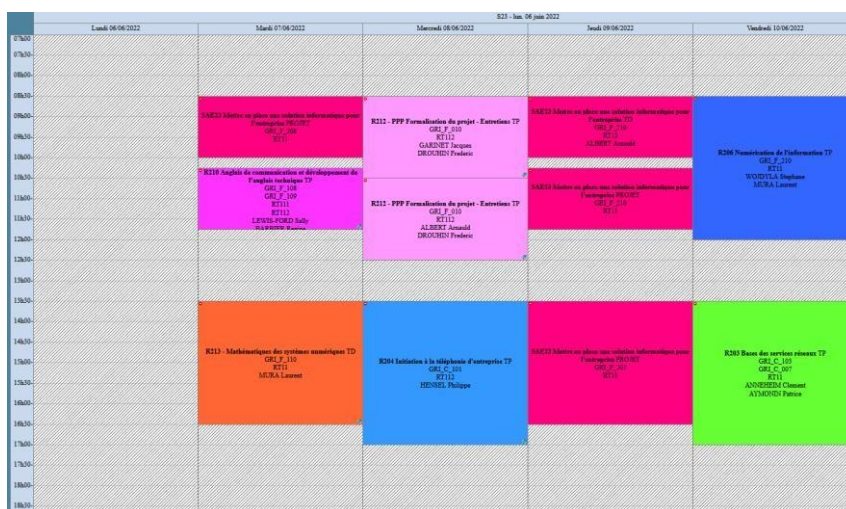 S23 - lun. 06 juin 2022
Lundi 06/06/2022
Mardi 07/06/2022
Mercredi 08/06/2022
Jeudi 09/06/2022
Vendredi 10/06/2022
07h00
07h30
08h00
08h30
09h00
09h30
10h00
10h30
11h00
11h30
12h00
12h30
13h00
13h30
14h00
14h30
15h00
15h30
16h00
16h30
17h00
17h30
18h00
18h30
SAE23 Mettre en place une solution informatique pour
l'entreprise PROJET
GRI_F_108
RT11
R210 Anglais de communication et développement de
l'anglais technique TP
GRI_F_108
GRI_F_109
RT111
RT112
LEWIS-FORD Sally
R213 - Mathématiques des systèmes numériques TD
GRI_F_110
RT11
MURA Laurent
R212 - PPP Formalisation du projet - Entretiens TP
GRI_F_010
RT112
GARINET Jacques
DROUHIN Frederic
R212 - PPP Formalisation du projet - Entretiens TP
GRI_F_010
RT112
ALBERT Arnauld
DROUHIN Frederic
R204 Initiation à la téléphonie d'entreprise TP
GRI_C_101
RT112
HENSEL Philippe
SAE23 Mettre en place une solution informatique pour
l'entreprise TD
GRI_F_210
RT11
ALBERT Arnauld
SAE23 Mettre en place une solution informatique pour
l'entreprise PROJET
GRI_F_210
RT11
SAE23 Mettre en place une solution informatique pour
l'entreprise PROJET
GRI_F_101
RT11
R206 Numérisation de l'information TP
GRI_F_210
RT11
WOJDYLA Stephane
MURA Laurent
R203 Bases des services réseaux TP
GRI_C_105
GRI_C_007
RT11
ANNEHEIM Clement
AYMONIN Patrice